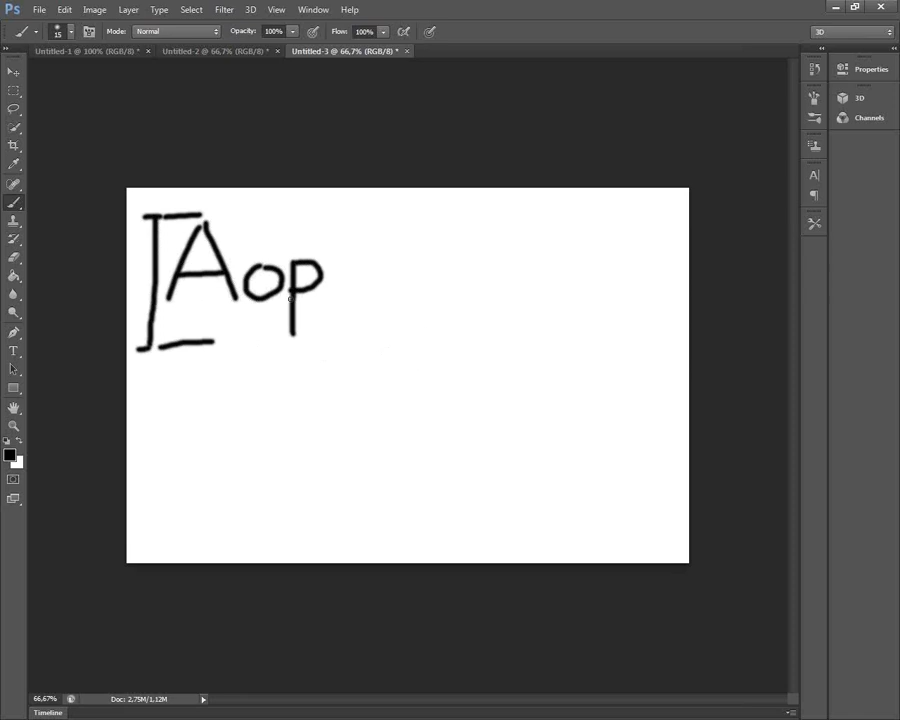 Ps File Edit Image Layer Type Select Filter 3D View Window Help
15 Mode: Normal Opacity: 100% Flow: 100% 3D
Untitled-1 @ 100% (RGB/8) * × Untitled-2 @ 66,7% (RGB/8) * × Untitled-3 @ 66,7% (RGB/8) * ×
Properties
3D
Channels
Aop
66,67% Doc: 2,75M/1,12M
Timeline